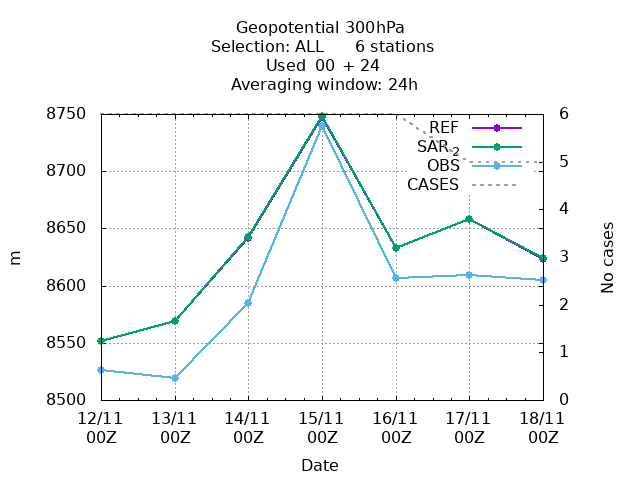 Geopotential 300hPa
Selection: ALL      6 stations
Used  00  + 24
Averaging window: 24h
8750
8700
8650
8600
8550
8500
m
6
5
4
3
2
1
0
No cases
REF
SAR_2
OBS
CASES
12/11 13/11 14/11 15/11 16/11 17/11 18/11
00Z 00Z 00Z 00Z 00Z 00Z 00Z
Date